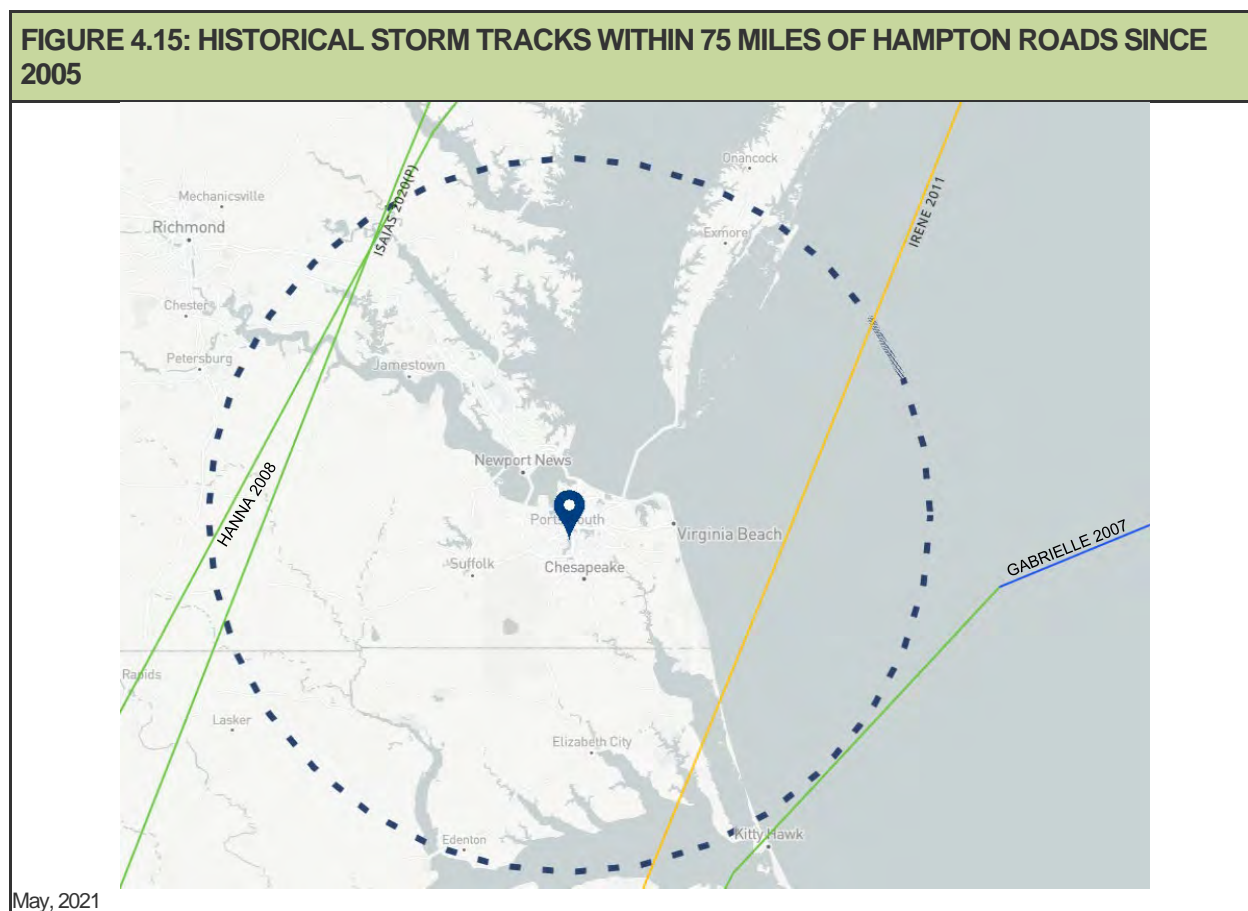 FIGURE 4.15: HISTORICAL STORM TRACKS WITHIN 75 MILES OF HAMPTON ROADS SINCE
2005
Onancock
ISAIAS 2020(P)
Mechanicsville
IRENE 2011
Richmond
Exmore
Chester
Petersburg
Jamestown
Newport News
HANNA 2008
Portsmouth
Virginia Beach
GABRIELLE 2007
Suffolk
Chesapeake
Rapids
Lasker
Elizabeth City
Kitty Hawk
Edenton
May, 2021